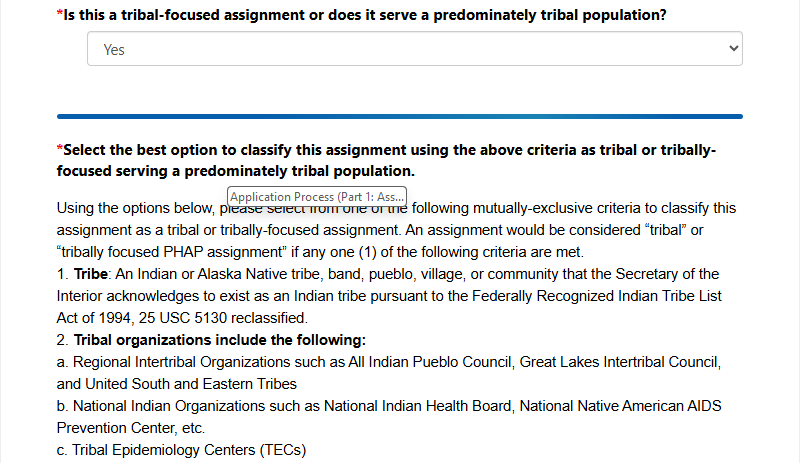 *Is this a tribal-focused assignment or does it serve a predominately tribal population?
Yes
*Select the best option to classify this assignment using the above criteria as tribal or tribally-
focused serving a predominately tribal population.
Application Process (Part 1: Ass...
Using the options below, please select from one of the following mutually-exclusive criteria to classify this
assignment as a tribal or tribally-focused assignment. An assignment would be considered “tribal” or
“tribally focused PHAP assignment” if any one (1) of the following criteria are met.
1. Tribe: An Indian or Alaska Native tribe, band, pueblo, village, or community that the Secretary of the
Interior acknowledges to exist as an Indian tribe pursuant to the Federally Recognized Indian Tribe List
Act of 1994, 25 USC 5130 reclassified.
2. Tribal organizations include the following:
a. Regional Intertribal Organizations such as All Indian Pueblo Council, Great Lakes Intertribal Council,
and United South and Eastern Tribes
b. National Indian Organizations such as National Indian Health Board, National Native American AIDS
Prevention Center, etc.
c. Tribal Epidemiology Centers (TECs)